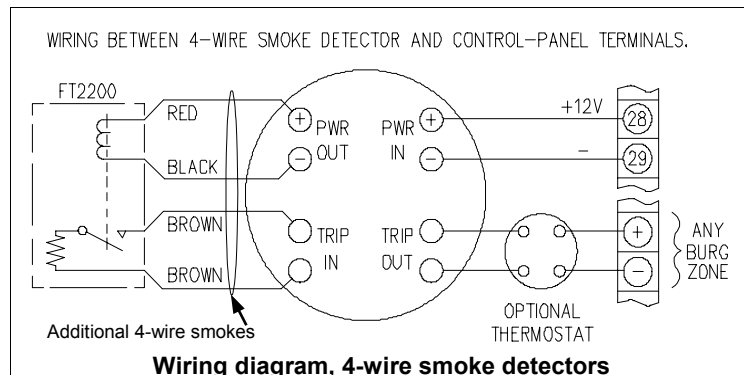 WIRING BETWEEN 4-WIRE SMOKE DETECTOR AND CONTROL-PANEL TERMINALS.
FT2200
RED
BLACK
BROWN
BROWN
+ PWR OUT
-
PWR IN +
-
TRIP IN
TRIP OUT
+12V
-
28
29
+
-
ANY BURG ZONE
OPTIONAL
THERMOSTAT
Additional 4-wire smokes
Wiring diagram, 4-wire smoke detectors